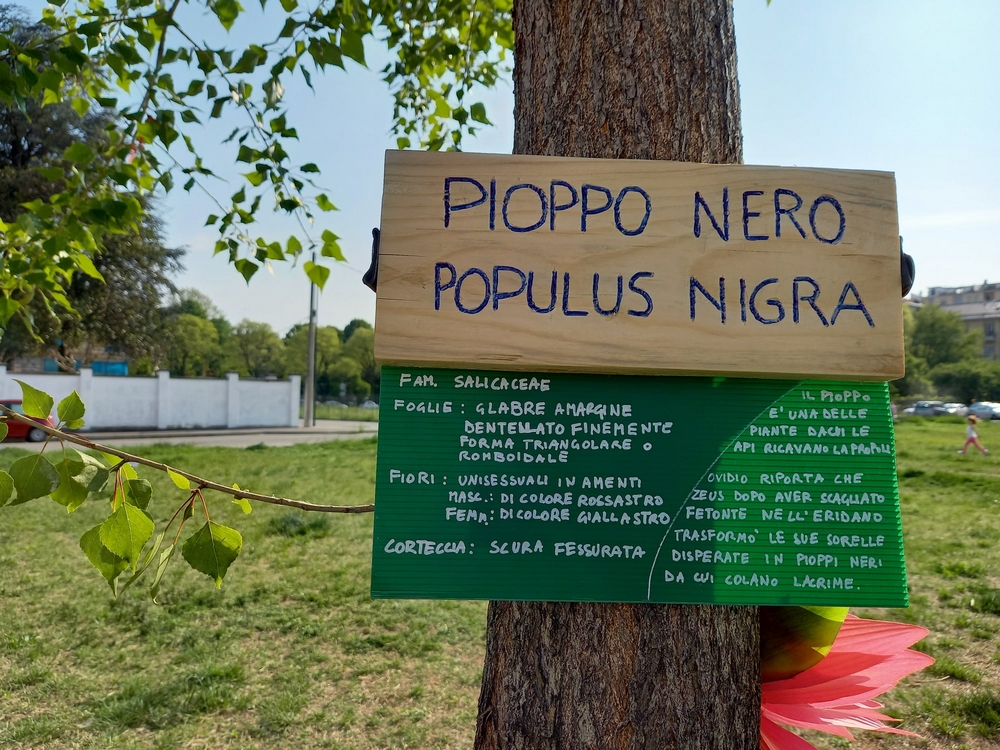 PIOPPO NERO
POPULUS NIGRA
FAM. SALICACEAE
FOGLIE: GLABRE AMARGINE
DENTELLATO FINEMENTE
FORMA TRIANGOLARE O
ROMBOIDALE
FIORI: UNISESSUALI IN AMENTI
MASC.: DI COLORE ROSSASTRO
FEMM.: DI COLORE GIALLASTRO
CORTECCIA: SCURA FESSURATA
IL PIOPPO
E' UNA DELLE
PIANTE DACUI LE
API RICAVANO LA PROPOLI
OVIDIO RIPORTA CHE
ZEUS DOPO AVER SCAGLIATO
FETONTE NELL'ERIDANO
TRASFORMO' LE SUE SORELLE
DISPERATE IN PIOPPI NERI
DA CUI COLANO LACRIME.